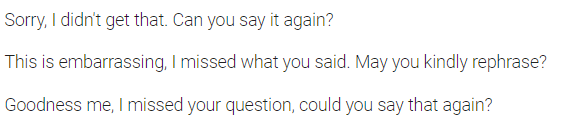 Sorry, I didn't get that. Can you say it again?
This is embarrassing, I missed what you said. May you kindly rephrase?
Goodness me, I missed your question, could you say that again?